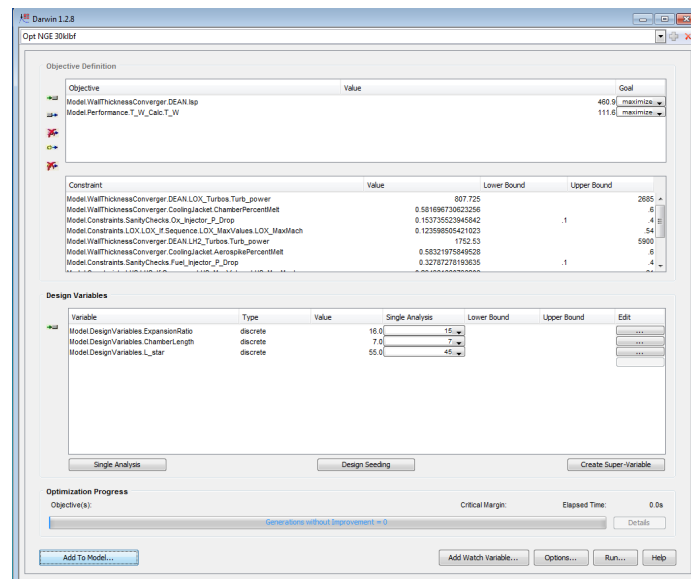 Darwin 1.2.8
Opt NGE 30klbf
Objective Definition
Objective Value Goal
Model.WallThicknessConverger.DEAN.Isp 460.9 maximize
Model.Performance.T_W_Calc.T_W 111.6 maximize
Constraint Value Lower Bound Upper Bound
Model.WallThicknessConverger.DEAN.LOX_Turbos.Turb_power 807.725 2685
Model.WallThicknessConverger.CoolingJacket.ChamberPercentMelt 0.581696730623256 .6
Model.Constraints.SanityChecks.Ox_Injector_P_Drop 0.153735523945842 .1 .4
Model.Constraints.LOX.LOX_If.Sequence.LOX_MaxValues.LOX_MaxMach 0.123598505421023 .54
Model.WallThicknessConverger.DEAN.LH2_Turbos.Turb_power 1752.53 5900
Model.WallThicknessConverger.CoolingJacket.AerospikePercentMelt 0.58321975849528 .6
Model.Constraints.SanityChecks.Fuel_Injector_P_Drop 0.32787278193635 .1 .4
Design Variables
Variable Type Value Single Analysis Lower Bound Upper Bound Edit
Model.DesignVariables.ExpansionRatio discrete 16.0 15 ...
Model.DesignVariables.ChamberLength discrete 7.0 7 ...
Model.DesignVariables.L_star discrete 55.0 45 ...
Single Analysis Design Seeding Create Super-Variable
Optimization Progress
Objective(s): Critical Margin: Elapsed Time: 0.0s
Generations without Improvement = 0 Details
Add To Model... Add Watch Variable... Options... Run... Help